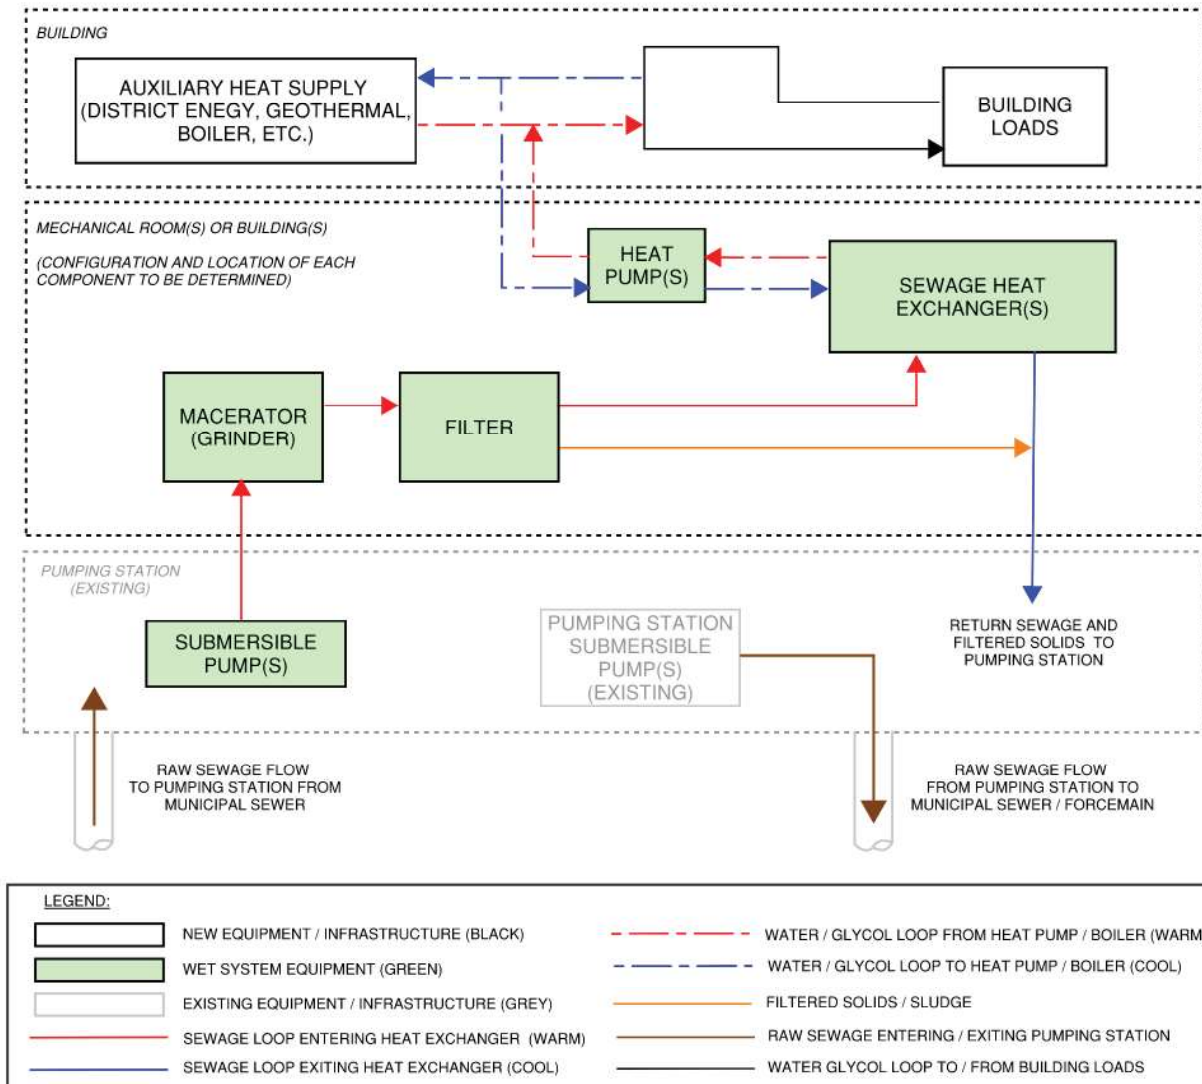 BUILDING
AUXILIARY HEAT SUPPLY
(DISTRICT ENEGY, GEOTHERMAL,
BOILER, ETC.)
BUILDING
LOADS
MECHANICAL ROOM(S) OR BUILDING(S)
(CONFIGURATION AND LOCATION OF EACH
COMPONENT TO BE DETERMINED)
HEAT
PUMP(S)
SEWAGE HEAT
EXCHANGER(S)
MACERATOR
(GRINDER)
FILTER
PUMPING STATION
(EXISTING)
SUBMERSIBLE
PUMP(S)
PUMPING STATION
SUBMERSIBLE
PUMP(S)
(EXISTING)
RETURN SEWAGE AND
FILTERED SOLIDS TO
PUMPING STATION
RAW SEWAGE FLOW
TO PUMPING STATION FROM
MUNICIPAL SEWER
RAW SEWAGE FLOW
FROM PUMPING STATION TO
MUNICIPAL SEWER / FORCEMAIN
LEGEND:
NEW EQUIPMENT / INFRASTRUCTURE (BLACK)
WET SYSTEM EQUIPMENT (GREEN)
EXISTING EQUIPMENT / INFRASTRUCTURE (GREY)
SEWAGE LOOP ENTERING HEAT EXCHANGER (WARM)
SEWAGE LOOP EXITING HEAT EXCHANGER (COOL)
WATER / GLYCOL LOOP FROM HEAT PUMP / BOILER (WARM
WATER / GLYCOL LOOP TO HEAT PUMP / BOILER (COOL)
FILTERED SOLIDS / SLUDGE
RAW SEWAGE ENTERING / EXITING PUMPING STATION
WATER GLYCOL LOOP TO / FROM BUILDING LOADS